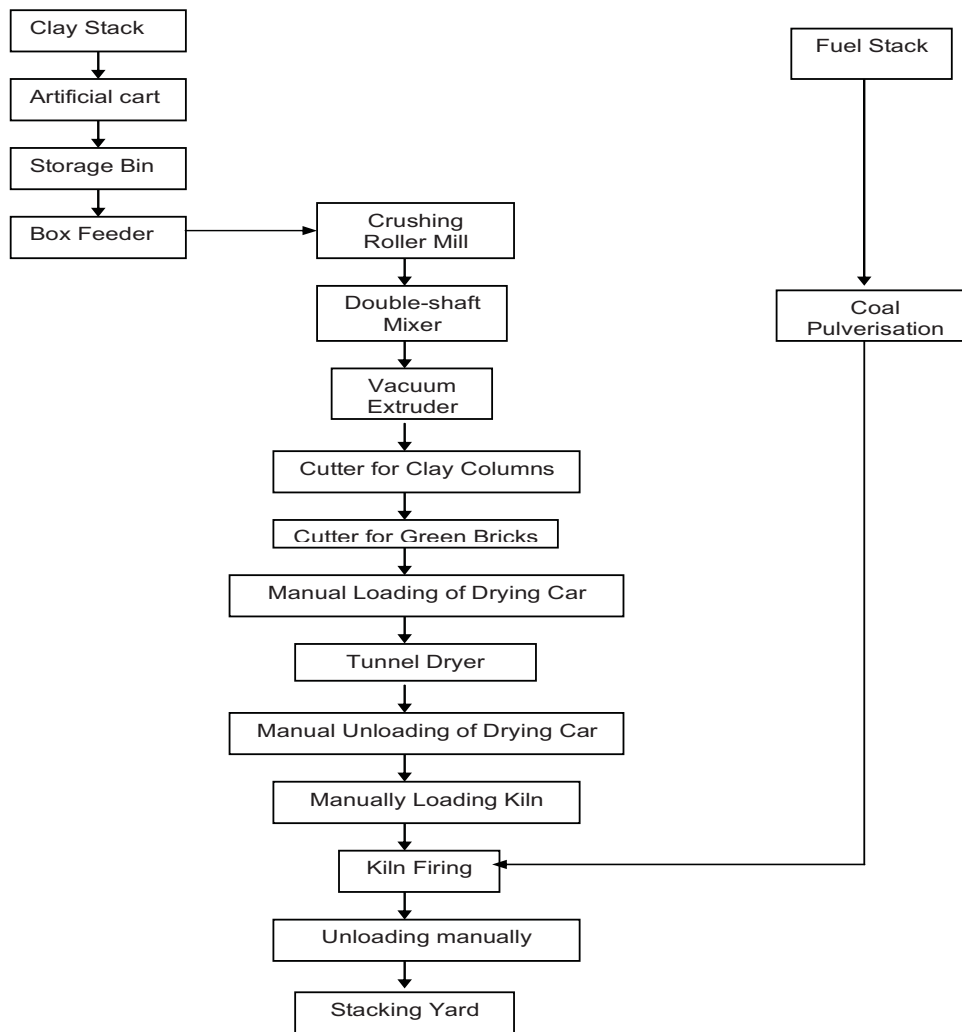 Clay Stack
Artificial cart
Storage Bin
Box Feeder
Crushing
Roller Mill
Double-shaft
Mixer
Vacuum
Extruder
Cutter for Clay Columns
Cutter for Green Bricks
Manual Loading of Drying Car
Tunnel Dryer
Manual Unloading of Drying Car
Manually Loading Kiln
Kiln Firing
Unloading manually
Stacking Yard
Fuel Stack
Coal
Pulverisation